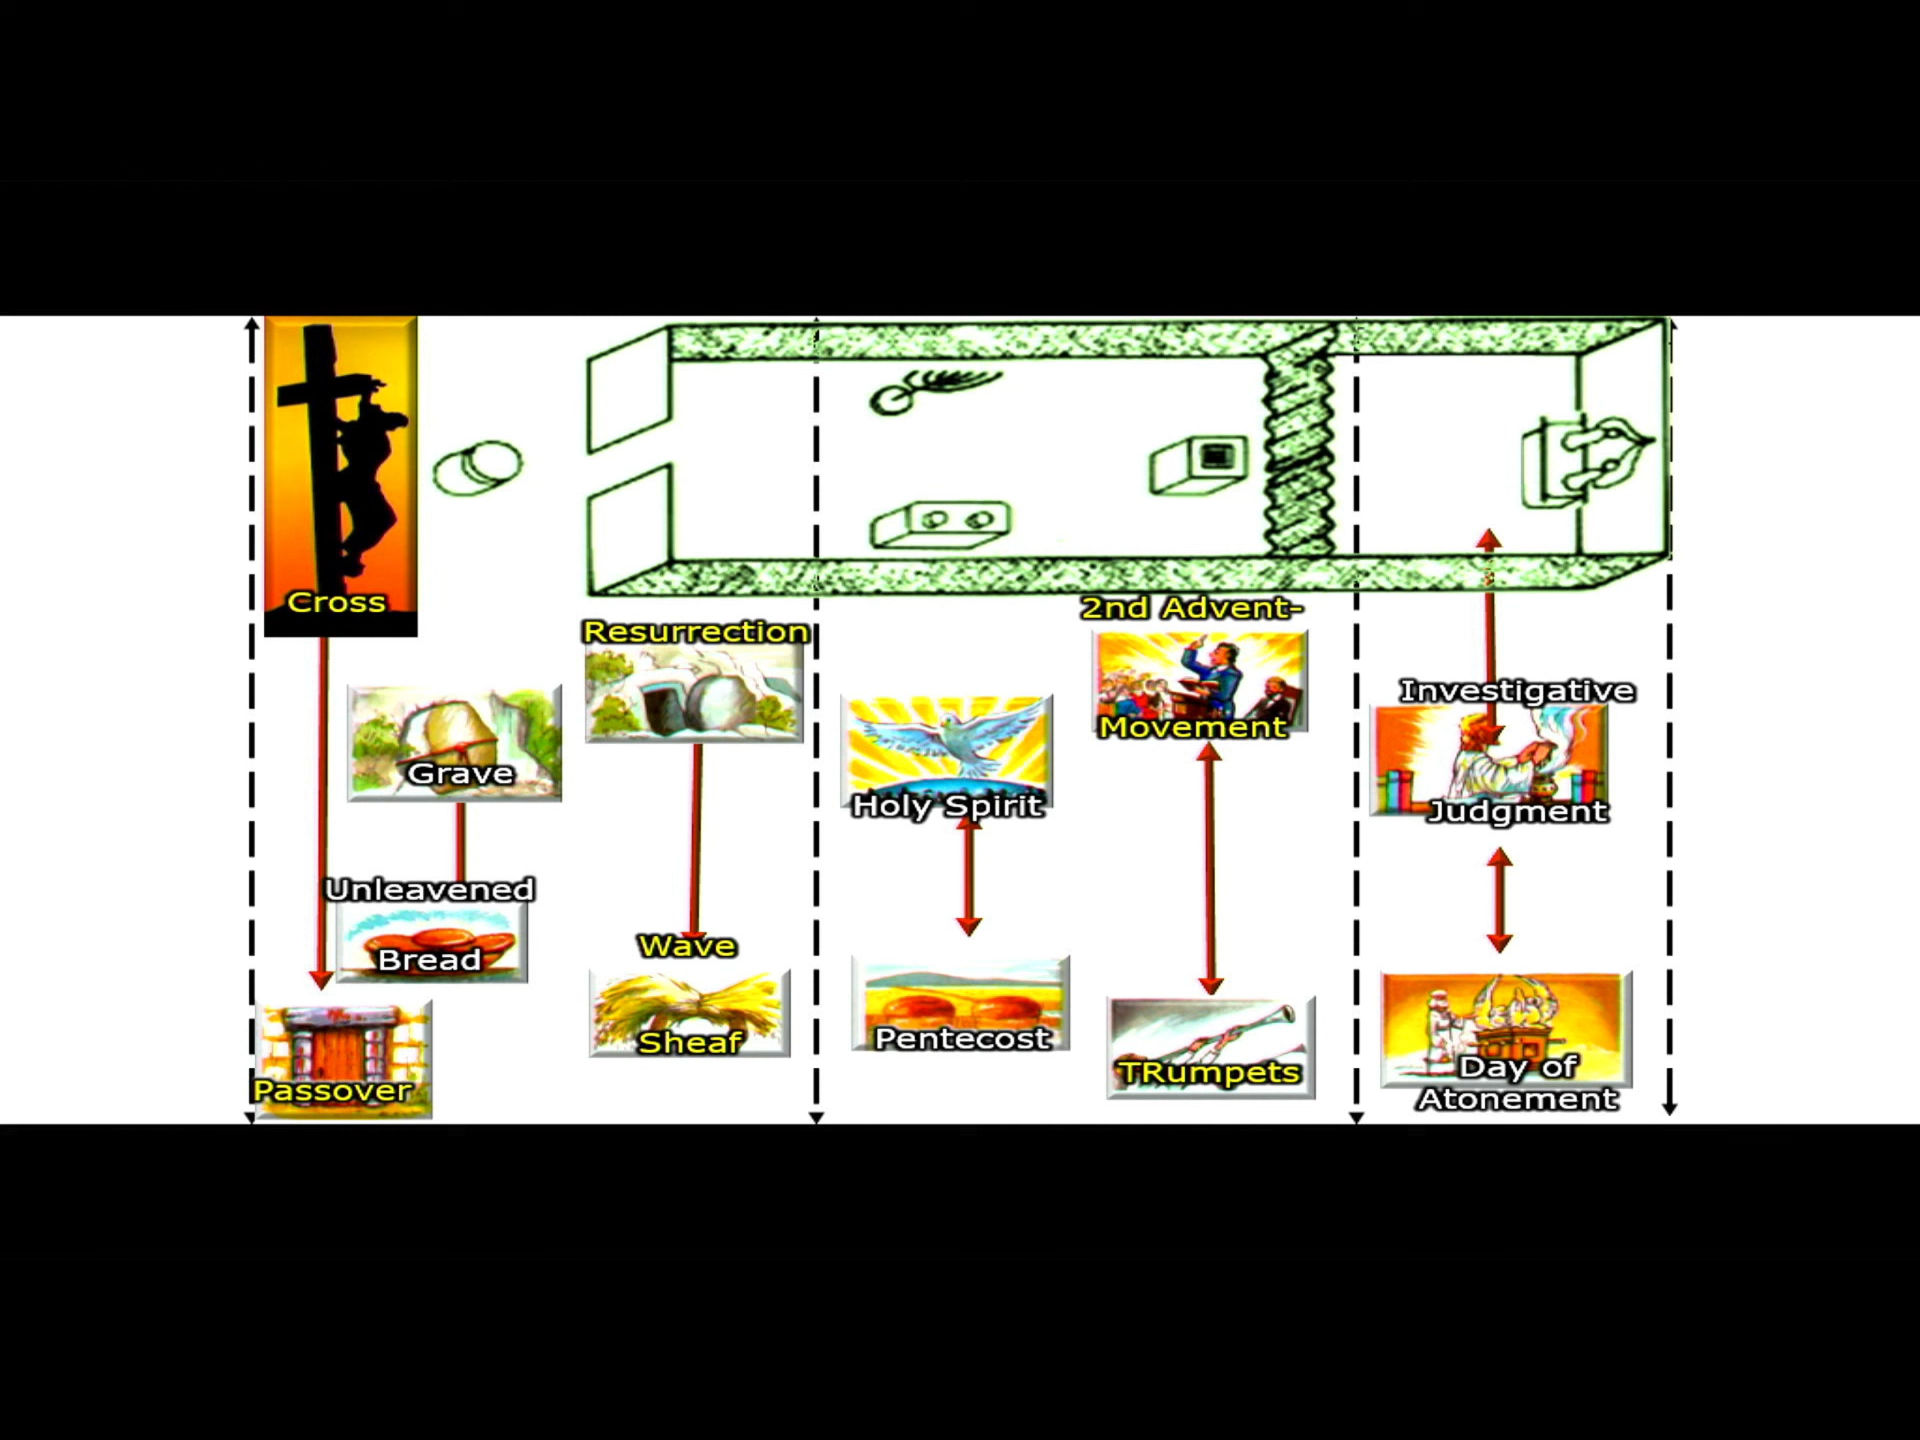 Cross
Resurrection
2nd Advent-
Movement
Investigative
Judgment
Grave
Holy Spirit
Unleavened
Bread
Wave
Sheaf
Pentecost
TRumpets
Day of
Atonement
Passover